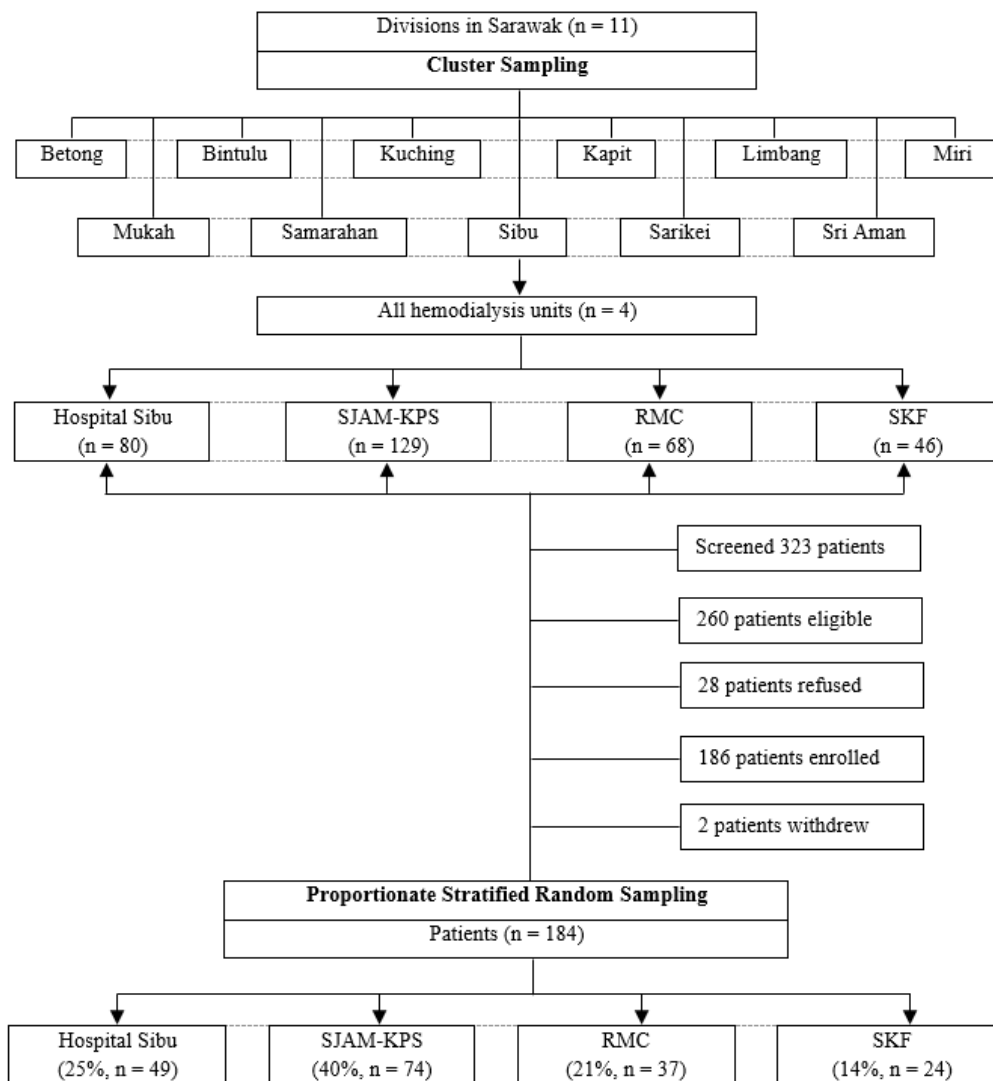 Divisions in Sarawak (n = 11)
Cluster Sampling
Betong
Bintulu
Kuching
Kapit
Limbang
Miri
Mukah
Samarahan
Sibu
Sarikei
Sri Aman
All hemodialysis units (n = 4)
Hospital Sibu
(n = 80)
SJAM-KPS
(n = 129)
RMC
(n = 68)
SKF
(n = 46)
Screened 323 patients
260 patients eligible
28 patients refused
186 patients enrolled
2 patients withdrew
Proportionate Stratified Random Sampling
Patients (n = 184)
Hospital Sibu
(25%, n = 49)
SJAM-KPS
(40%, n = 74)
RMC
(21%, n = 37)
SKF
(14%, n = 24)